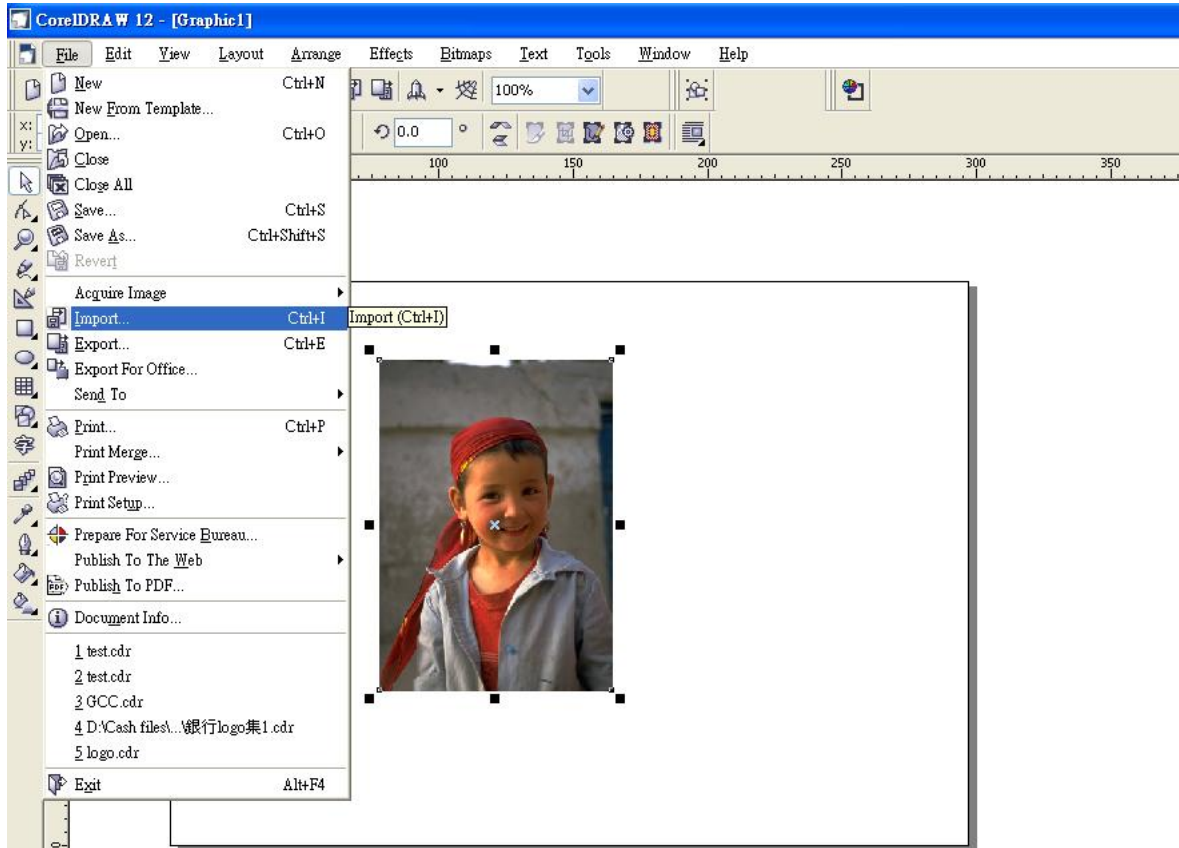 CorelDRAW 12 - [Graphic1]
File Edit View Layout Arrange Effects Bitmaps Text Tools Window Help
100%
x:
y:
0.0 °
100 150 200 250 300 350
New Ctrl+N
New From Template...
Open... Ctrl+O
Close
Close All
Save... Ctrl+S
Save As... Ctrl+Shift+S
Revert
Acquire Image
Import... Ctrl+I
Import (Ctrl+I)
Export... Ctrl+E
Export For Office...
Send To
Print... Ctrl+P
Print Merge...
Print Preview...
Print Setup...
Prepare For Service Bureau...
Publish To The Web
PDF Publish To PDF...
Document Info...
1 test.cdr
2 test.cdr
3 GCC.cdr
4 D:\Cash files\...\銀行logo集1.cdr
5 logo.cdr
Exit Alt+F4
字